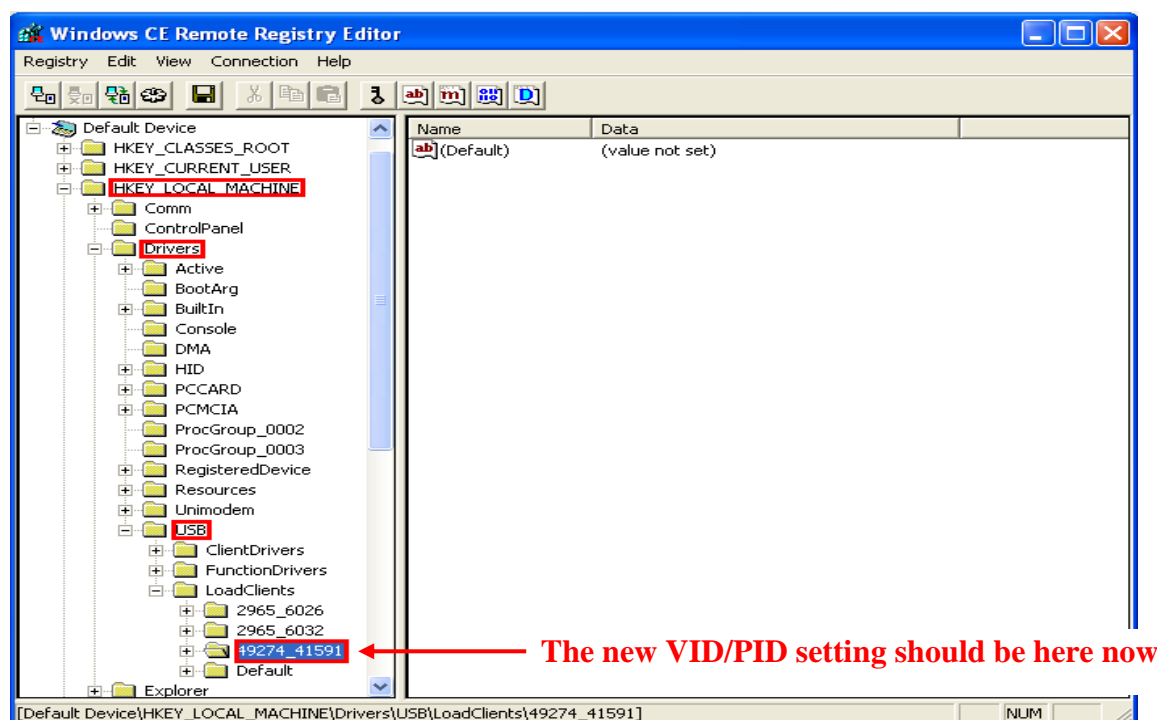 Windows CE Remote Registry Editor
Registry Edit View Connection Help
Default Device
HKEY_CLASSES_ROOT
HKEY_CURRENT_USER
HKEY_LOCAL_MACHINE
Comm
ControlPanel
Drivers
Active
BootArg
BuiltIn
Console
DMA
HID
PCCARD
PCMCIA
ProcGroup_0002
ProcGroup_0003
RegisteredDevice
Resources
Unimodem
USB
ClientDrivers
FunctionDrivers
LoadClients
2965_6026
2965_6032
49274_41591
Default
Explorer
Name Data
ab (Default) (value not set)
The new VID/PID setting should be here now
[Default Device\HKEY_LOCAL_MACHINE\Drivers\USB\LoadClients\49274_41591] NUM